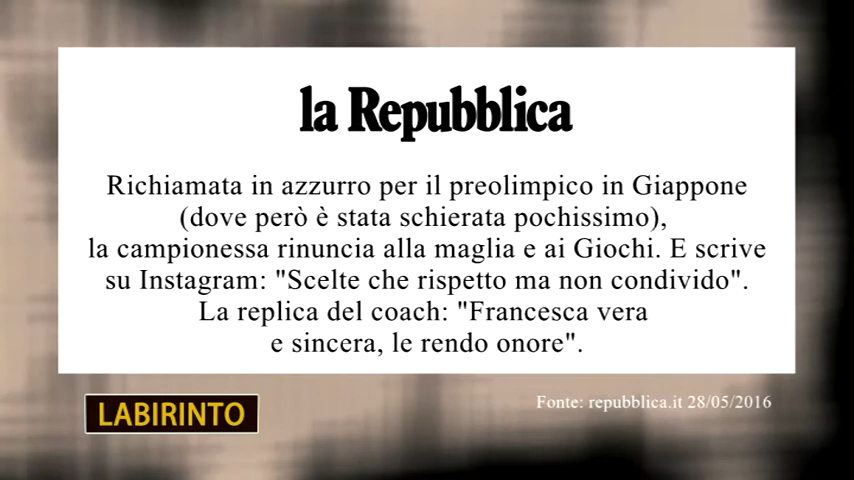 la Repubblica
Richiamata in azzurro per il preolimpico in Giappone
(dove però è stata schierata pochissimo),
la campionessa rinuncia alla maglia e ai Giochi. E scrive
su Instagram: "Scelte che rispetto ma non condivido".
La replica del coach: "Francesca vera
e sincera, le rendo onore".
LABIRINTO
Fonte: repubblica.it 28/05/2016